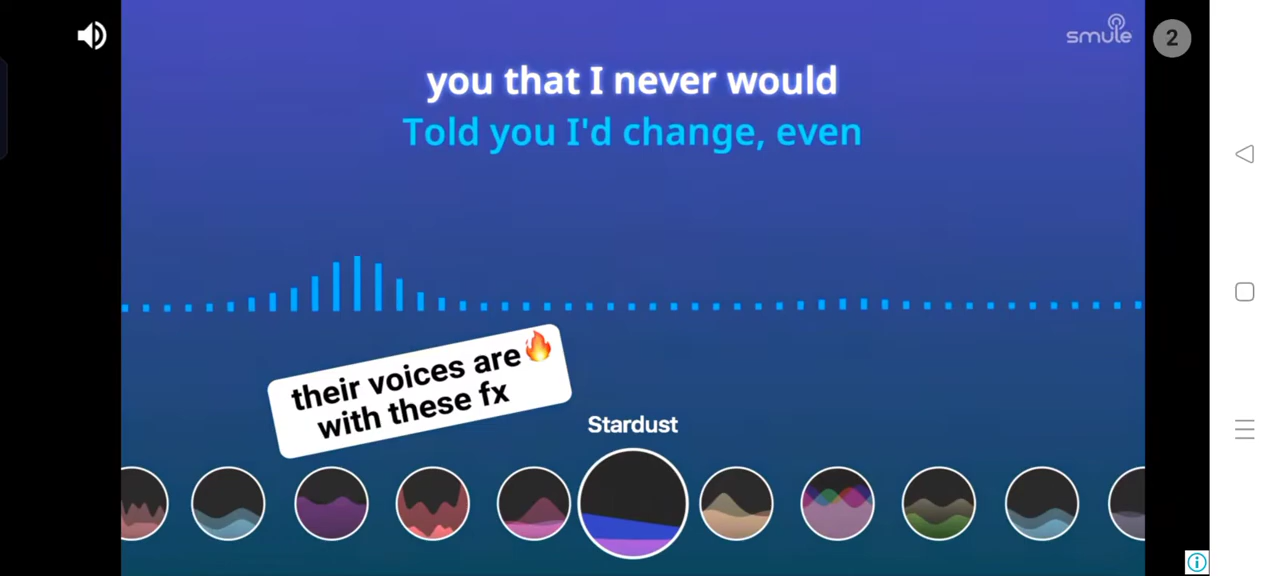 smule
2
you that I never would
Told you I'd change, even
their voices are🔥
with these fx
Stardust